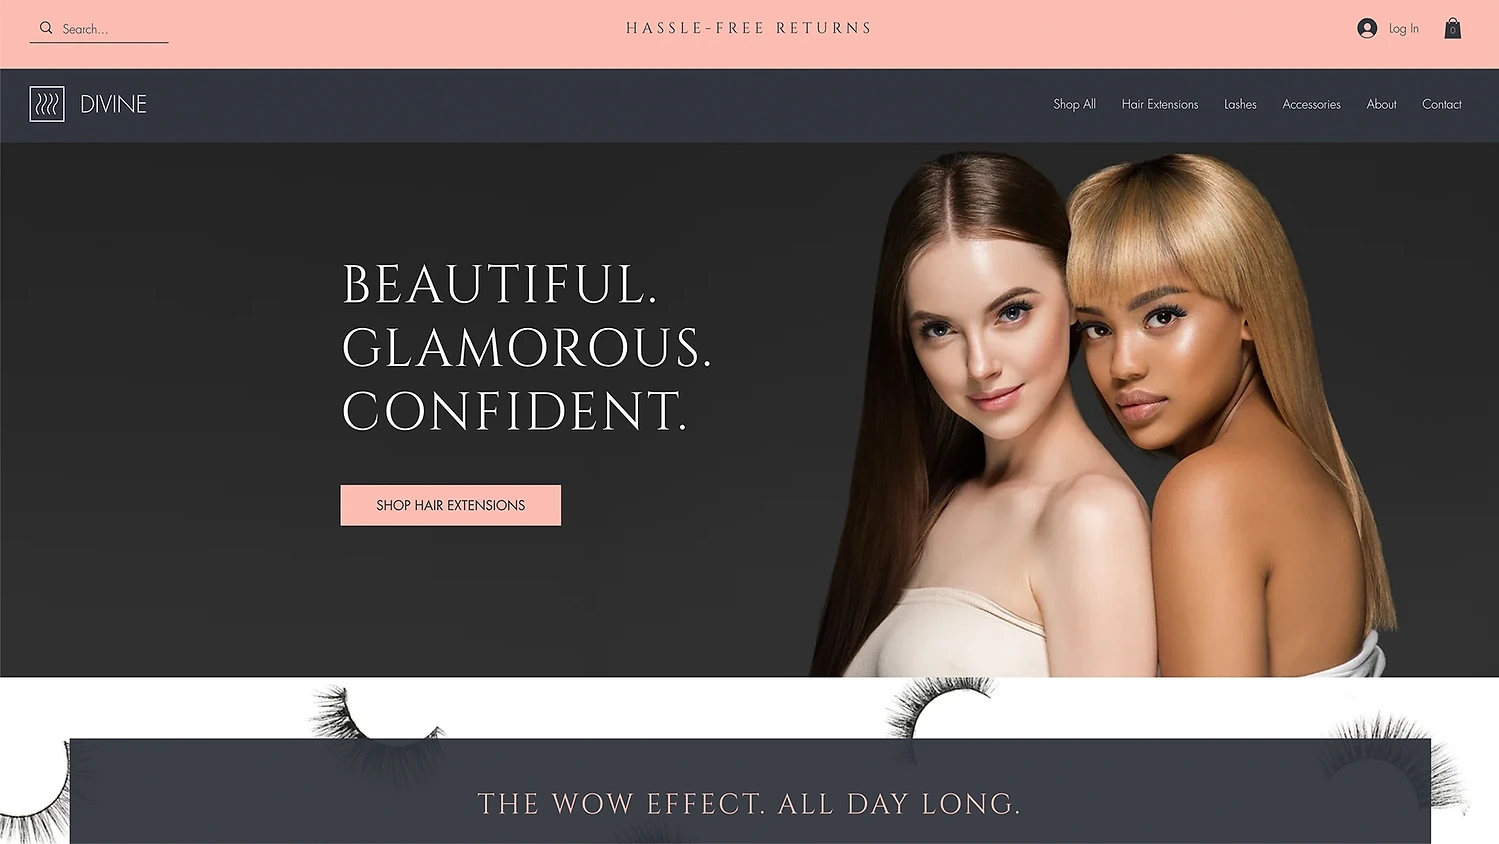 Search...
HASSLE-FREE RETURNS
Log In
0
DIVINE
Shop All
Hair Extensions
Lashes
Accessories
About
Contact
BEAUTIFUL.
GLAMOROUS.
CONFIDENT.
SHOP HAIR EXTENSIONS
THE WOW EFFECT. ALL DAY LONG.